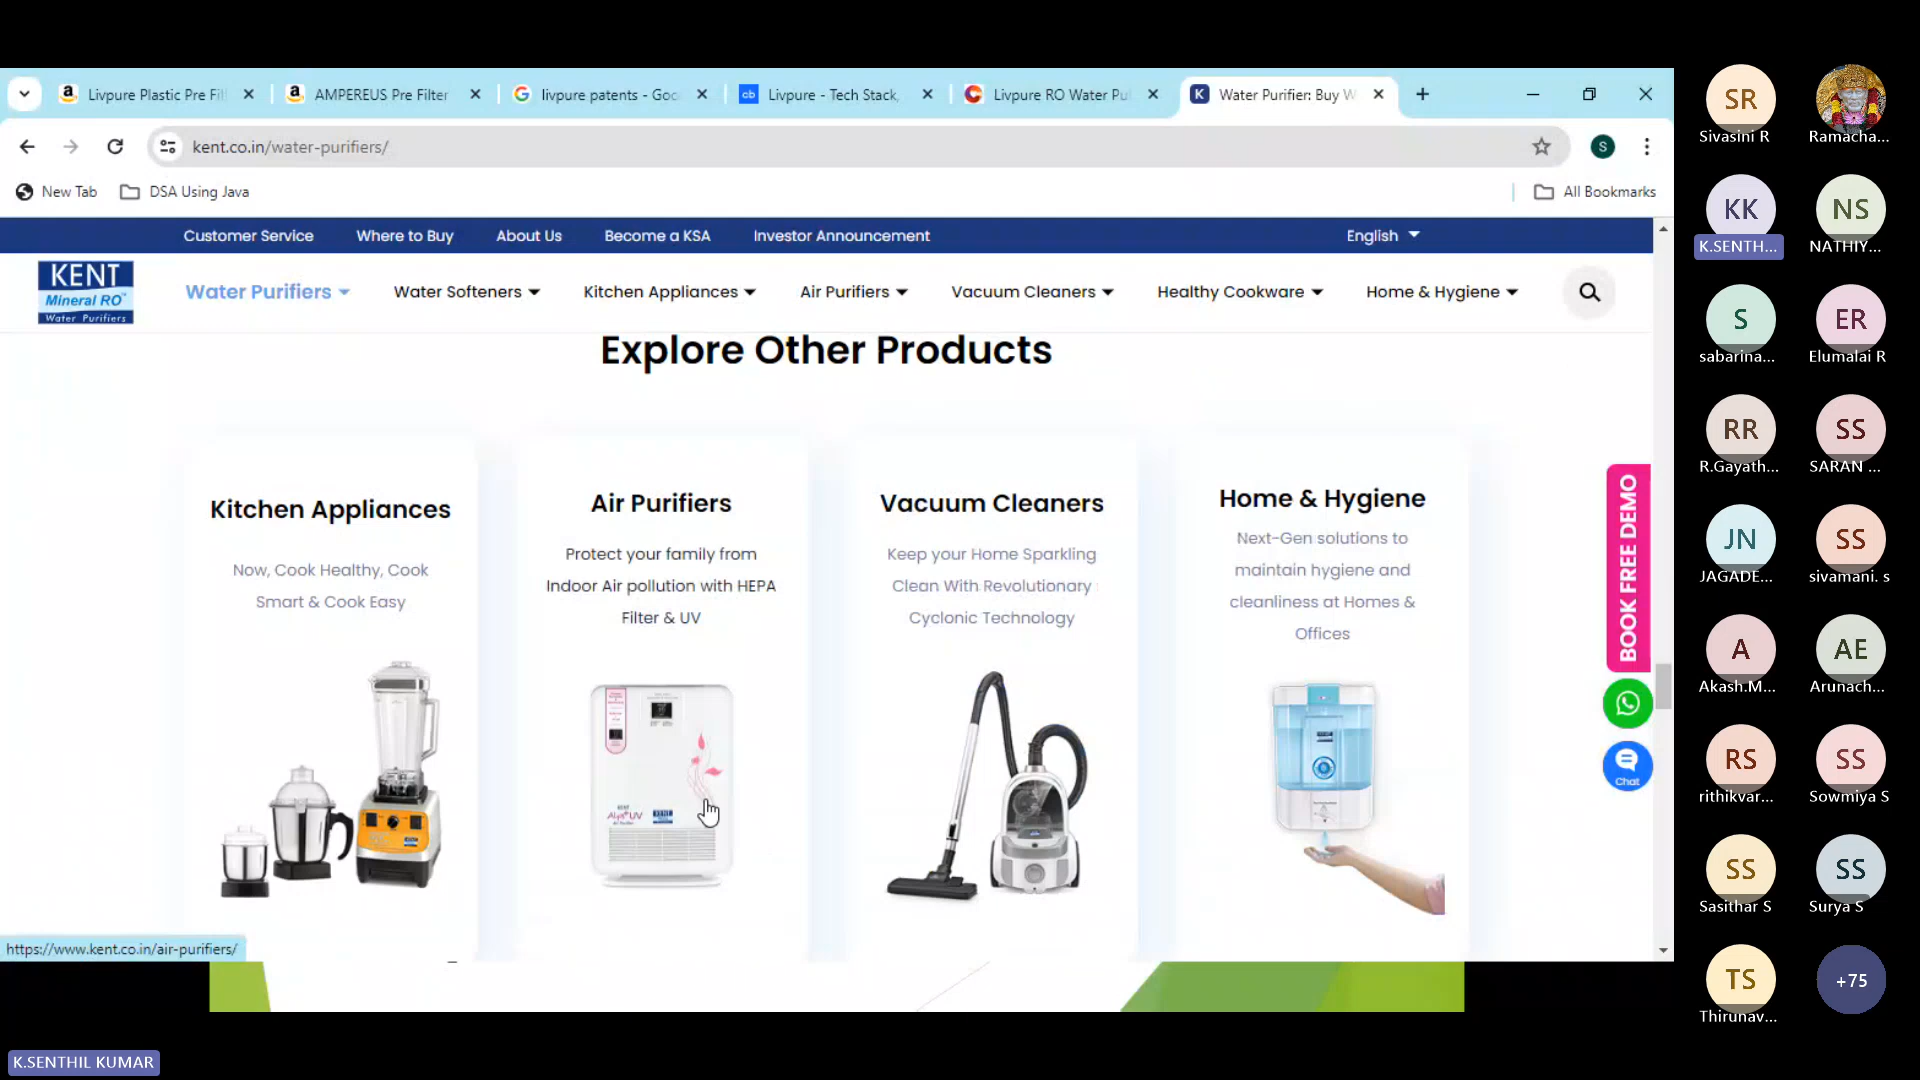 Livpure Plastic Pre Fil
AMPEREUS Pre Filter
livpure patents - Goo
Livpure - Tech Stack,
Livpure RO Water Pu
Water Purifier: Buy W
kent.co.in/water-purifiers/
S
New Tab
DSA Using Java
All Bookmarks
Customer Service
Where to Buy
About Us
Become a KSA
Investor Announcement
English
KENT
Mineral RO™
Water Purifiers
Water Purifiers
Water Softeners
Kitchen Appliances
Air Purifiers
Vacuum Cleaners
Healthy Cookware
Home & Hygiene
Explore Other Products
Kitchen Appliances
Now, Cook Healthy, Cook
Smart & Cook Easy
Air Purifiers
Protect your family from
Indoor Air pollution with HEPA
Filter & UV
Vacuum Cleaners
Keep your Home Sparkling
Clean With Revolutionary
Cyclonic Technology
Home & Hygiene
Next-Gen solutions to
maintain hygiene and
cleanliness at Homes &
Offices
BOOK FREE DEMO
Chat
https://www.kent.co.in/air-purifiers/
K.SENTHIL KUMAR
SR
Sivasini R
Ramacha...
KK
K.SENTH...
NS
NATHIY...
S
sabarina...
ER
Elumalai R
RR
R.Gayath...
SS
SARAN ...
JN
JAGADE...
SS
sivamani. s
A
Akash.M...
AE
Arunach...
RS
rithikvar...
SS
Sowmiya S
SS
Sasithar S
SS
Surya S
TS
Thirunav...
+75